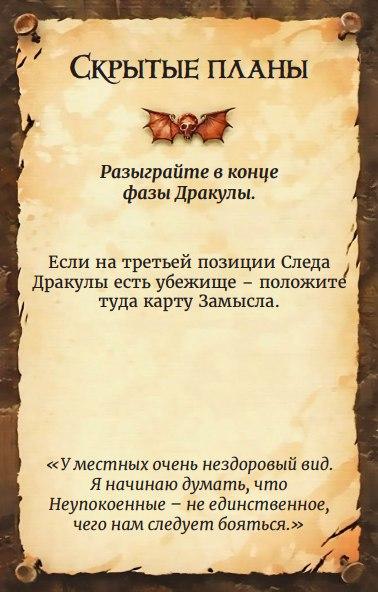 Скрытые планы
Разыграйте в конце
фазы Дракулы.
Если на третьей позиции Следа
Дракулы есть убежище – положите
туда карту Замысла.
«У местных очень нездоровый вид.
Я начинаю думать, что
Неупокоенные – не единственное,
чего нам следует бояться.»